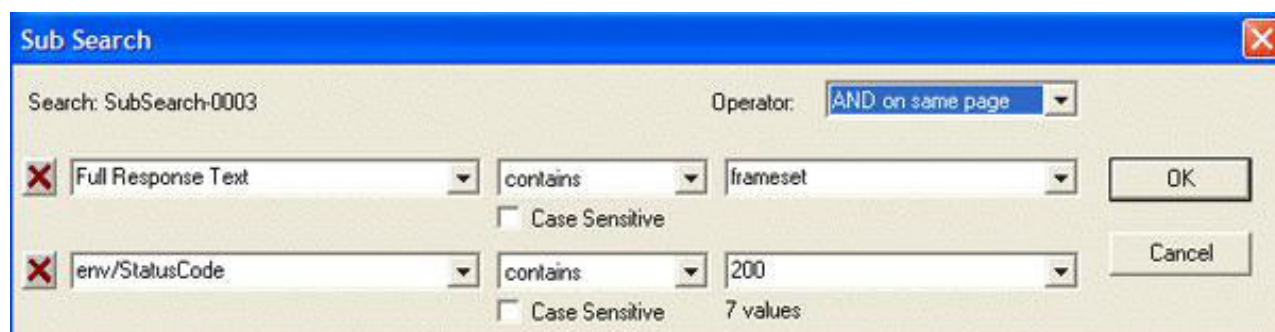 Sub Search
Search: SubSearch-0003 Operator: AND on same page
Full Response Text contains frameset OK
Case Sensitive
env/StatusCode contains 200 Cancel
Case Sensitive 7 values